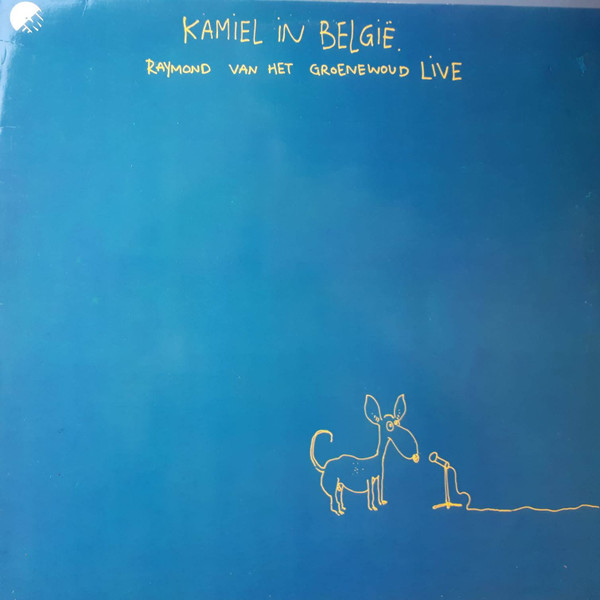 KAMIEL IN BELGIË.
RAYMOND VAN HET GROENEWOUD LIVE